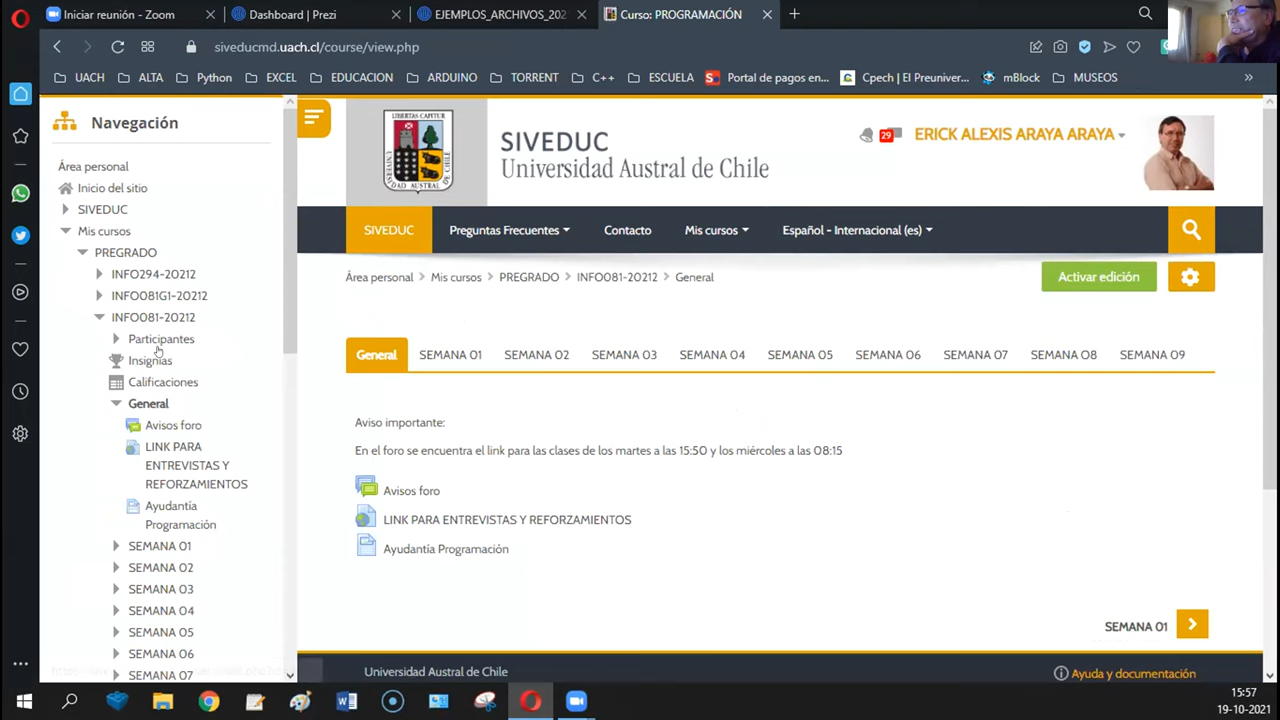 Iniciar reunión - Zoom
Dashboard | Prezi
EJEMPLOS_ARCHIVOS_202
Curso: PROGRAMACIÓN
siveducmd.uach.cl/course/view.php
UACH ALTA Python EXCEL EDUCACION ARDUINO TORRENT C++ ESCUELA Portal de pagos en... Cpech | El Preuniver... mBlock MUSEOS »
Navegación
Área personal
Inicio del sitio
SIVEDUC
Mis cursos
PREGRADO
INFO294-20212
INFO081G1-20212
INFO081-20212
Participantes
Insignias
Calificaciones
General
Avisos foro
LINK PARA
ENTREVISTAS Y
REFORZAMIENTOS
Ayudantía
Programación
SEMANA 01
SEMANA 02
SEMANA 03
SEMANA 04
SEMANA 05
SEMANA 06
SEMANA 07
LIBERTAS CAPITUR
SIVEDUC
Universidad Austral de Chile
29
ERICK ALEXIS ARAYA ARAYA
SIVEDUC Preguntas Frecuentes Contacto Mis cursos Español - Internacional (es)
Área personal Mis cursos PREGRADO INFO081-20212 General
Activar edición
General SEMANA 01 SEMANA 02 SEMANA 03 SEMANA 04 SEMANA 05 SEMANA 06 SEMANA 07 SEMANA 08 SEMANA 09
Aviso importante:
En el foro se encuentra el link para las clases de los martes a las 15:50 y los miércoles a las 08:15
Avisos foro
LINK PARA ENTREVISTAS Y REFORZAMIENTOS
Ayudantía Programación
SEMANA 01
Universidad Austral de Chile
Ayuda y documentación
15:57
19-10-2021